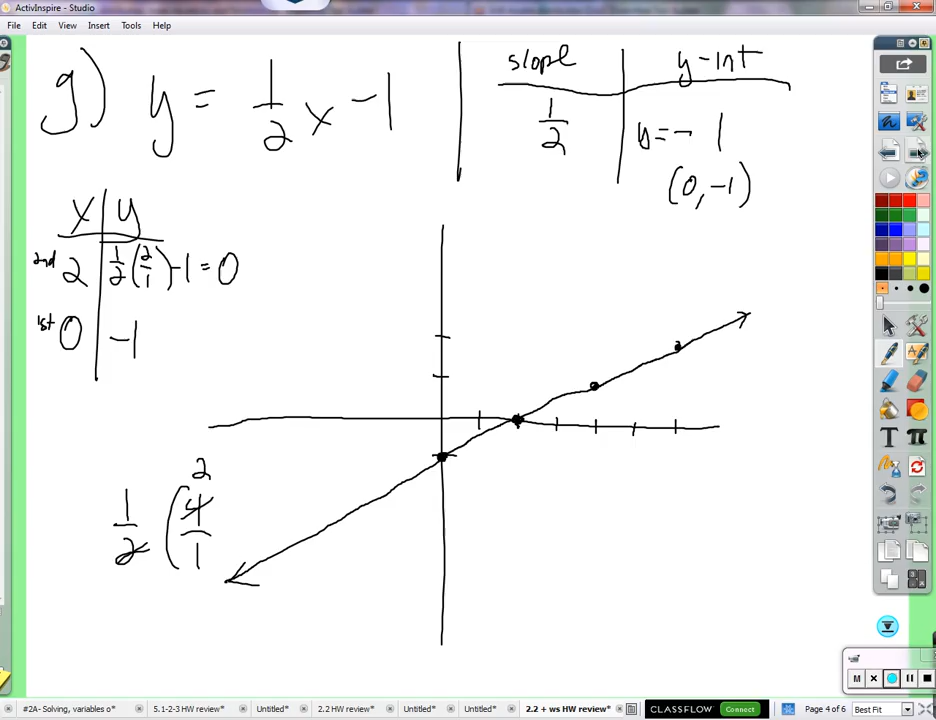 ActivInspire - Studio
File Edit View Insert Tools
g) y = 1/2 x - 1
slope y-int
1/2 y = - 1
(0, -1)
x y
2nd 2 1/2 (2/1) - 1 = 0
1st 0 -1
2
1/2 (4/1
M
#2A- Solving, variables o* 5.1-2-3 HW review* Untitled* 2.2 HW review* Untitled* Untitled* 2.2 + ws HW review* CLASSFLOW Connect Page 4 of 6 Best Fit